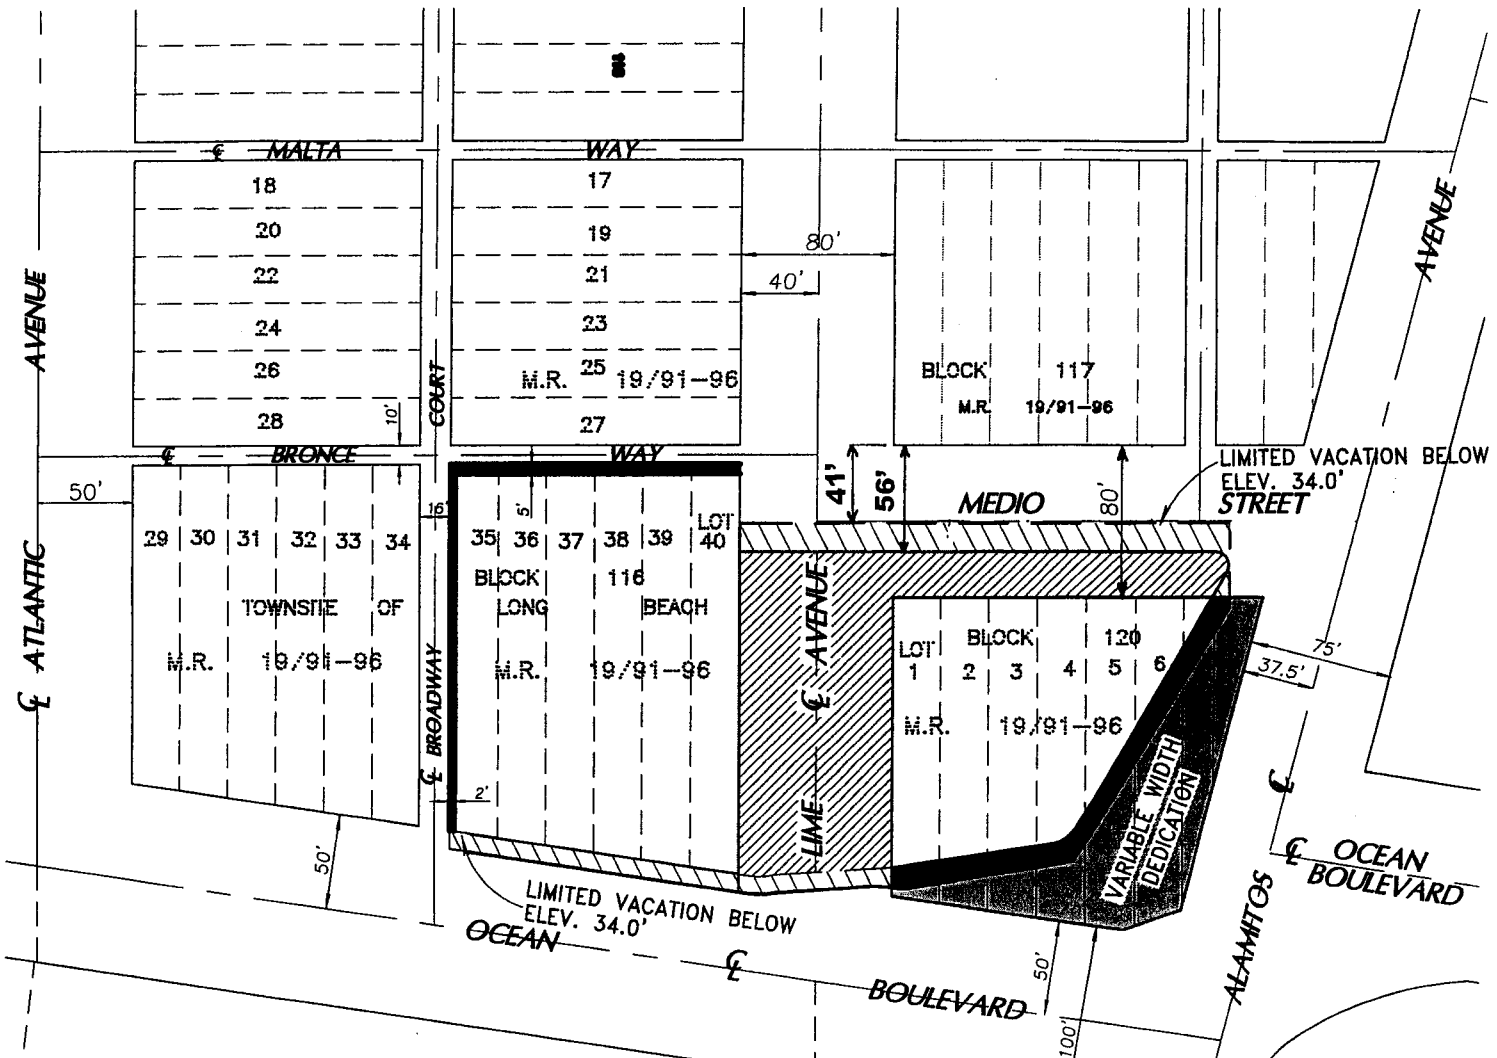 ℄ MALTA WAY
18
17
20
19
80'
22
21
40'
24
23
26
25
M.R. 19/91-96
BLOCK 117
M.R. 19/91-96
28
10'
27
COURT
AVENUE
AVENUE
℄ BRONCE WAY
50'
16'
5'
41'
56'
MEDIO
80'
LIMITED VACATION BELOW
ELEV. 34.0'
STREET
29 30 31 32 33 34
35 36 37 38 39
LOT
40
BLOCK 116
TOWNSITE OF
LONG BEACH
M.R. 19/91-96
M.R. 19/91-96
℄ ATLANTIC
℄ BROADWAY
℄ AVENUE
LIME
LOT
1 2 3 4 5 6
BLOCK 120
M.R. 19/91-96
75'
37.5'
VARIABLE WIDTH
DEDICATION
2'
50'
LIMITED VACATION BELOW
ELEV. 34.0'
OCEAN
℄
BOULEVARD
50'
100'
℄
ALAMITOS
℄ OCEAN
BOULEVARD